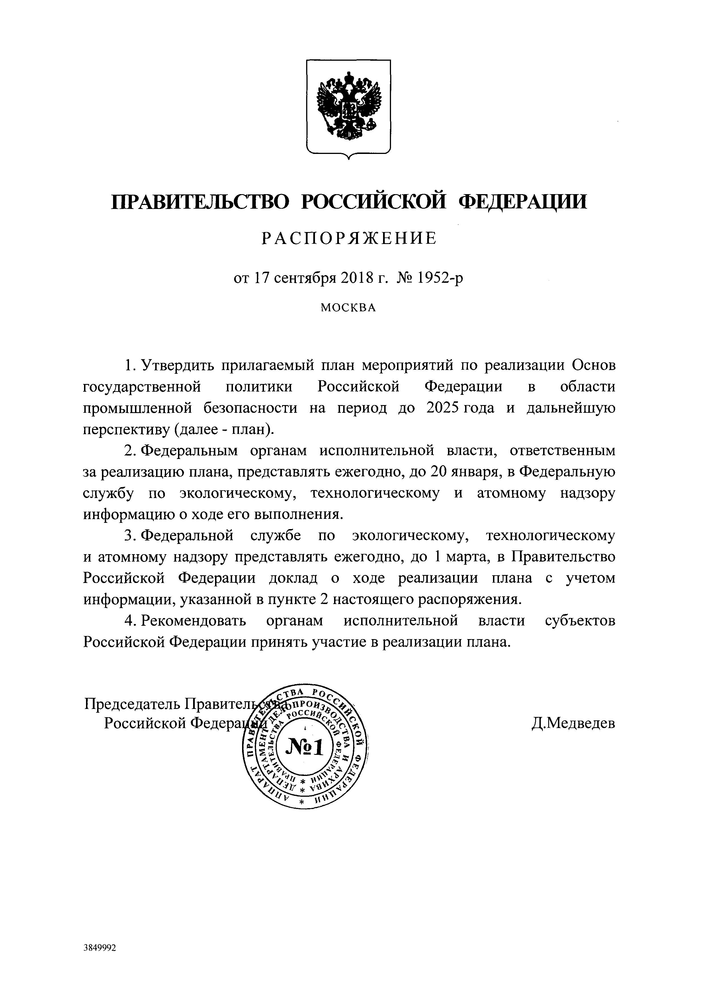 ПРАВИТЕЛЬСТВО РОССИЙСКОЙ ФЕДЕРАЦИИ
РАСПОРЯЖЕНИЕ
от 17 сентября 2018 г. № 1952-р
МОСКВА
1. Утвердить прилагаемый план мероприятий по реализации Основ
государственной политики Российской Федерации в области
промышленной безопасности на период до 2025 года и дальнейшую
перспективу (далее - план).
2. Федеральным органам исполнительной власти, ответственным
за реализацию плана, представлять ежегодно, до 20 января, в Федеральную
службу по экологическому, технологическому и атомному надзору
информацию о ходе его выполнения.
3. Федеральной службе по экологическому, технологическому
и атомному надзору представлять ежегодно, до 1 марта, в Правительство
Российской Федерации доклад о ходе реализации плана с учетом
информации, указанной в пункте 2 настоящего распоряжения.
4. Рекомендовать органам исполнительной власти субъектов
Российской Федерации принять участие в реализации плана.
Председатель Правительства
Российской Федерации
Д.Медведев
АППАРАТ ПРАВИТЕЛЬСТВА РОССИЙСКОЙ ФЕДЕРАЦИИ *
ДЕПАРТАМЕНТ ДЕЛОПРОИЗВОДСТВА И АРХИВА *
ПРАВИТЕЛЬСТВА РОССИЙСКОЙ ФЕДЕРАЦИИ *
№1
3849992